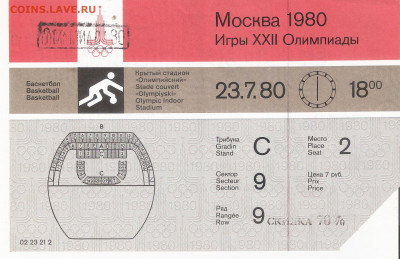 COINS.LAVE.RU
Москва 1980
Игры XXII Олимпиады
ОЛИМПИАДА 80
Баскетбол
Basketball
Basketball
Крытый стадион
«Олимпийский»
Stade couvert
«Olympiyski»
Olympic Indoor
Stadium
23.7.80
18⁰⁰
B
A
C
Трибуна
Gradin
Stand
C
Место
Place
Seat
2
Сектор
Secteur
Section
9
Цена 7 руб.
Prix
Price
Ряд
Rangée
Row
9
СКИДКА 70 %
02 23 21 2